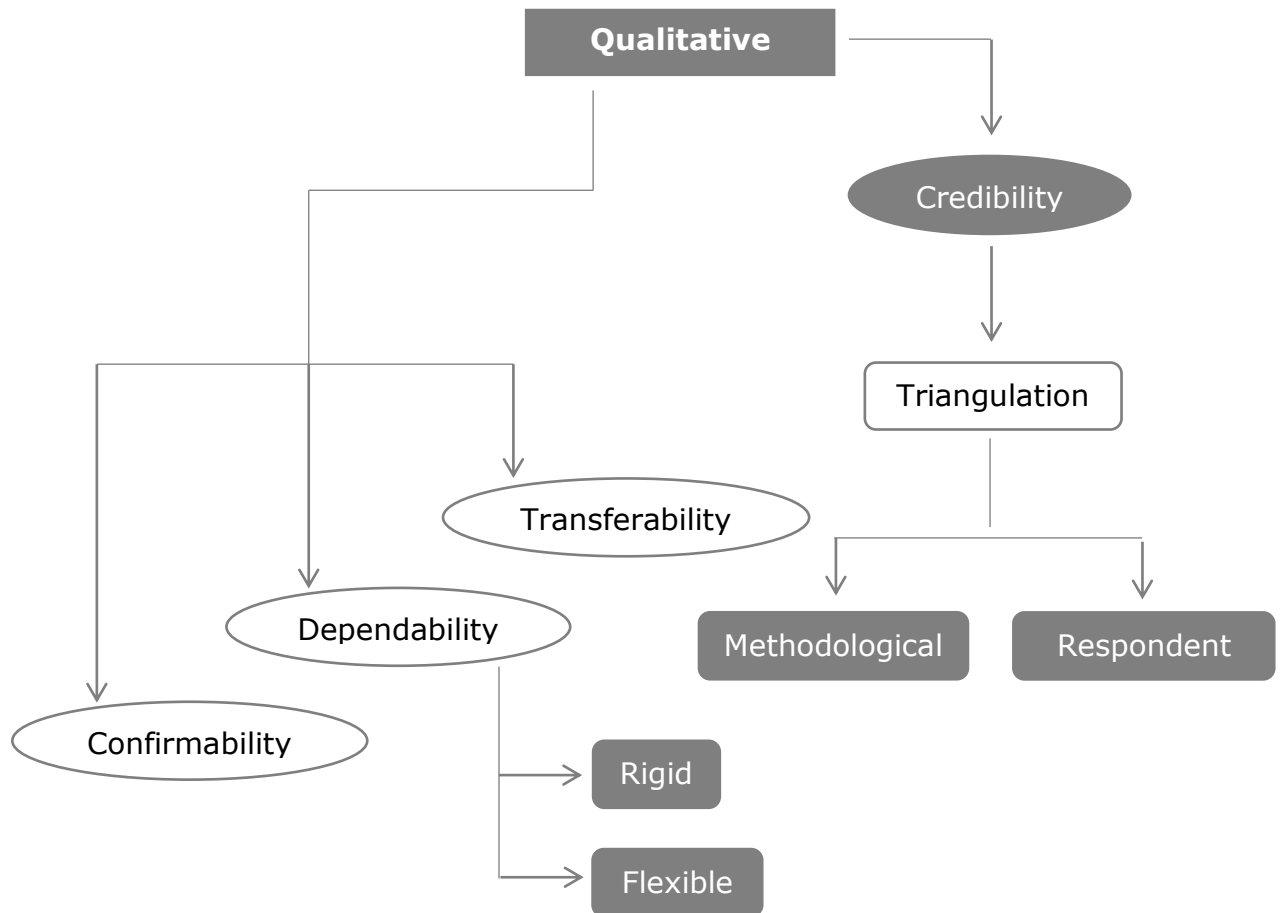 Qualitative
Credibility
Triangulation
Transferability
Dependability
Methodological
Respondent
Confirmability
Rigid
Flexible